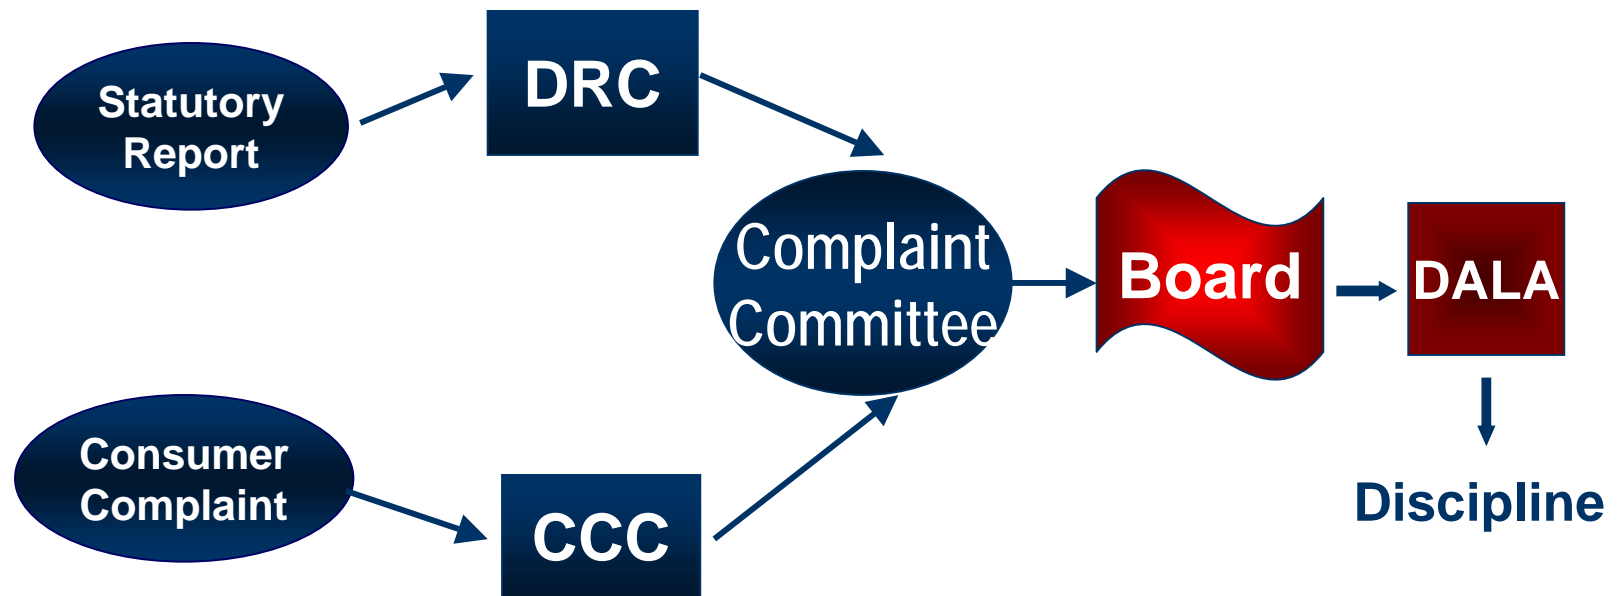 Statutory
Report
DRC
Complaint
Committee
Board
DALA
Discipline
Consumer
Complaint
CCC